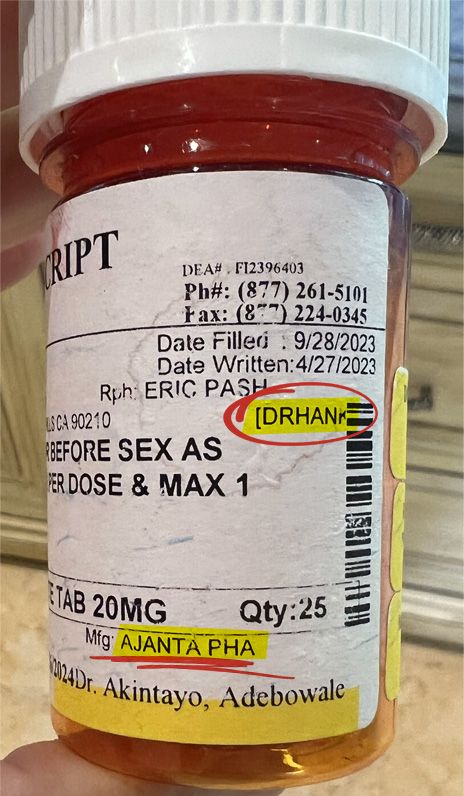 CRIPT
DEA# . FI2396403
Ph#: (877) 261-5101
Fax: (877) 224-0345
Date Filled : 9/28/2023
Date Written:4/27/2023
Rph: ERIC PASH
[DRHANK
LS CA 90210
R BEFORE SEX AS
PER DOSE & MAX 1
E TAB 20MG Qty:25
Mfg: AJANTA PHA
/2024Dr. Akintayo, Adebowale